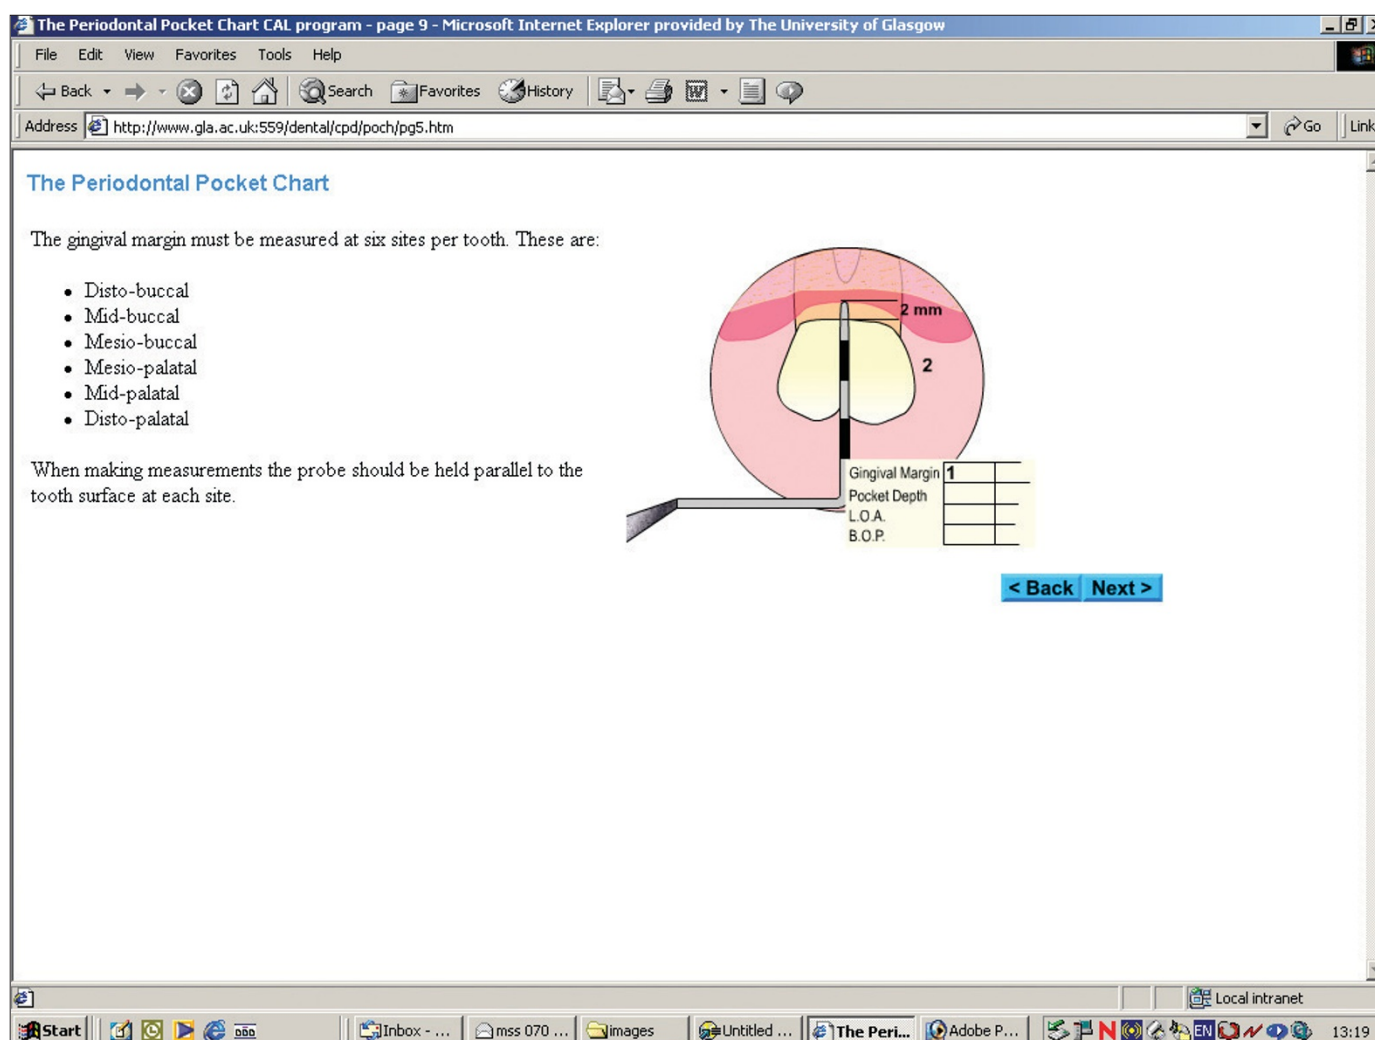 The Periodontal Pocket Chart CAL program - page 9 - Microsoft Internet Explorer provided by The University of Glasgow
File Edit View Favorites Tools Help
Back Search Favorites History
Address http://www.gla.ac.uk:559/dental/cpd/poch/pg5.htm Go Link
The Periodontal Pocket Chart
The gingival margin must be measured at six sites per tooth. These are:
• Disto-buccal
• Mid-buccal
• Mesio-buccal
• Mesio-palatal
• Mid-palatal
• Disto-palatal
When making measurements the probe should be held parallel to the
tooth surface at each site.
2 mm
2
Gingival Margin 1
Pocket Depth
L.O.A.
B.O.P.
< Back Next >
Local intranet
Start Inbox - ... mss 070 ... images Untitled ... The Peri... Adobe P... EN 13:19